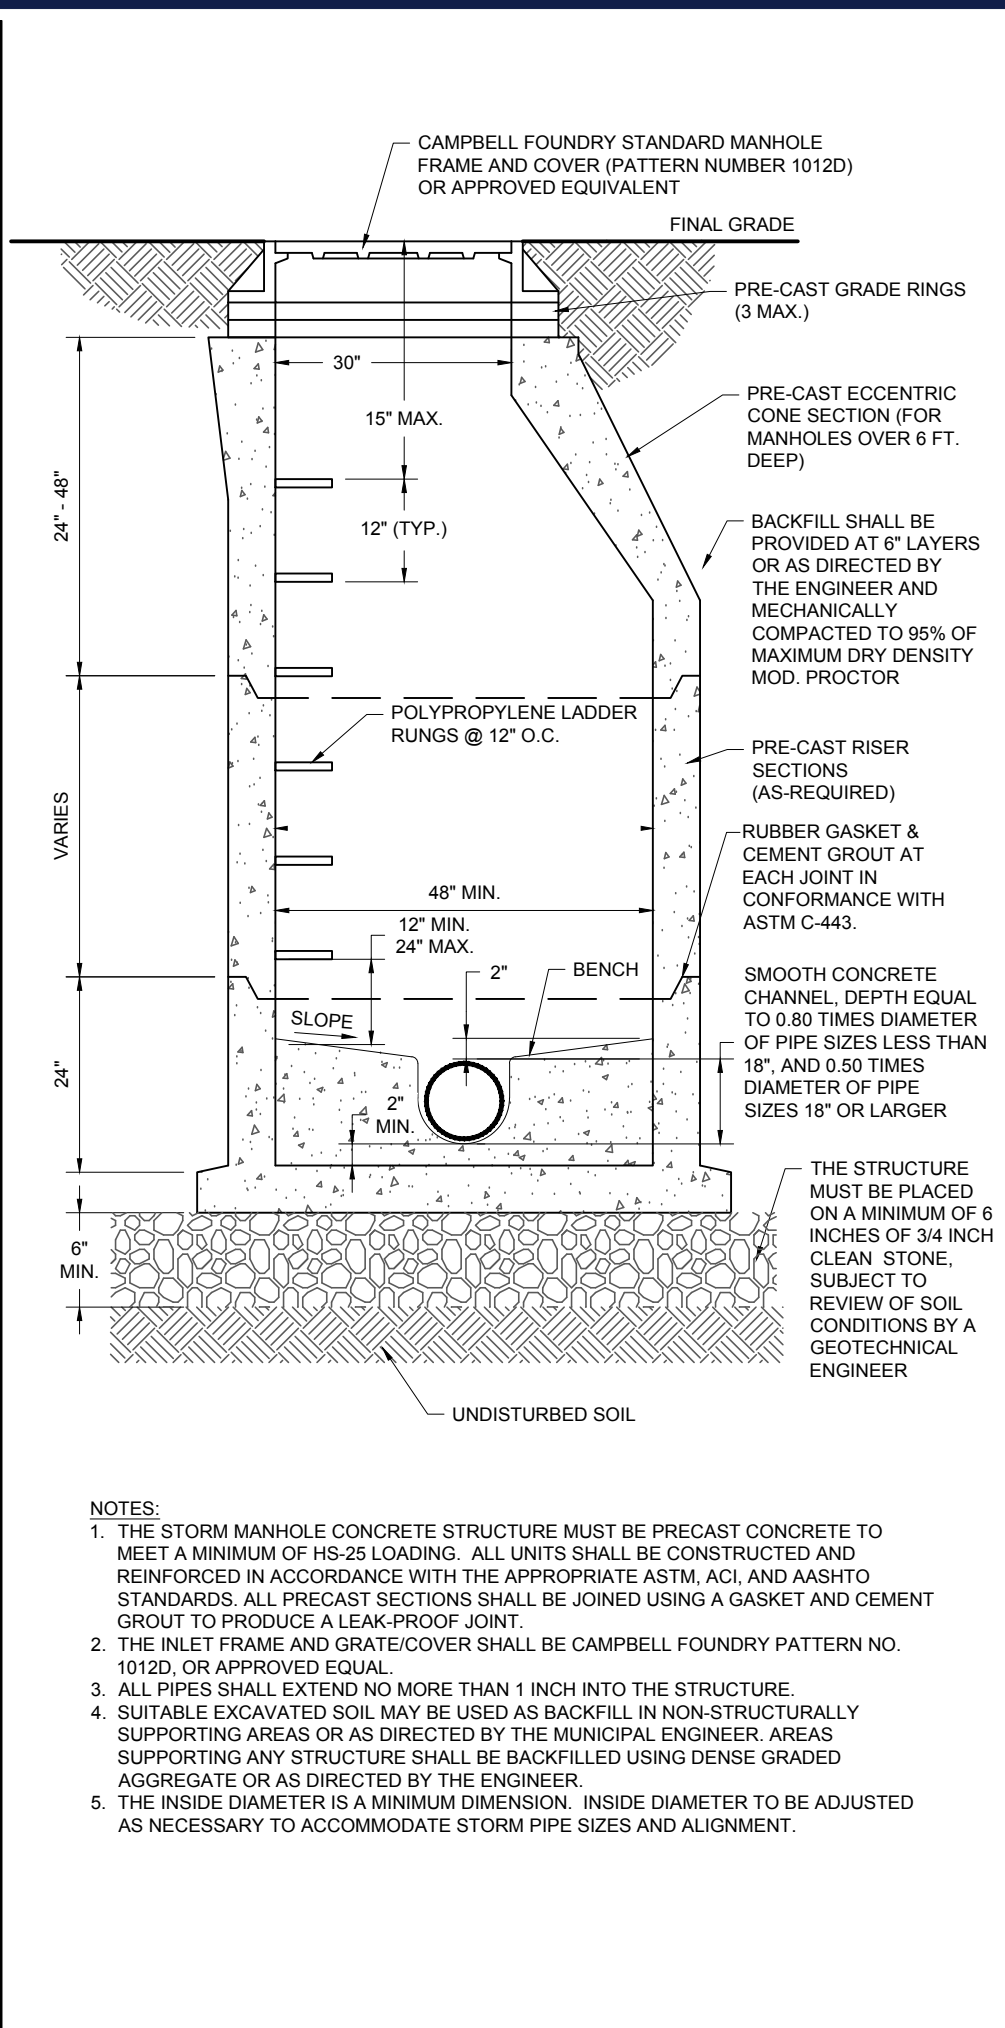 CAMPBELL FOUNDRY STANDARD MANHOLE
FRAME AND COVER (PATTERN NUMBER 1012D)
OR APPROVED EQUIVALENT
FINAL GRADE
PRE-CAST GRADE RINGS
(3 MAX.)
30"
15" MAX.
PRE-CAST ECCENTRIC
CONE SECTION (FOR
MANHOLES OVER 6 FT.
DEEP)
24" - 48"
12" (TYP.)
BACKFILL SHALL BE
PROVIDED AT 6" LAYERS
OR AS DIRECTED BY
THE ENGINEER AND
MECHANICALLY
COMPACTED TO 95% OF
MAXIMUM DRY DENSITY
MOD. PROCTOR
POLYPROPYLENE LADDER
RUNGS @ 12" O.C.
PRE-CAST RISER
SECTIONS
(AS-REQUIRED)
VARIES
RUBBER GASKET &
CEMENT GROUT AT
EACH JOINT IN
CONFORMANCE WITH
ASTM C-443.
48" MIN.
12" MIN.
24" MAX.
2"
BENCH
SLOPE
SMOOTH CONCRETE
CHANNEL, DEPTH EQUAL
TO 0.80 TIMES DIAMETER
OF PIPE SIZES LESS THAN
18", AND 0.50 TIMES
DIAMETER OF PIPE
SIZES 18" OR LARGER
24"
2"
MIN.
THE STRUCTURE
MUST BE PLACED
ON A MINIMUM OF 6
INCHES OF 3/4 INCH
CLEAN STONE,
SUBJECT TO
REVIEW OF SOIL
CONDITIONS BY A
GEOTECHNICAL
ENGINEER
6"
MIN.
UNDISTURBED SOIL
NOTES:
1. THE STORM MANHOLE CONCRETE STRUCTURE MUST BE PRECAST CONCRETE TO
MEET A MINIMUM OF HS-25 LOADING. ALL UNITS SHALL BE CONSTRUCTED AND
REINFORCED IN ACCORDANCE WITH THE APPROPRIATE ASTM, ACI, AND AASHTO
STANDARDS. ALL PRECAST SECTIONS SHALL BE JOINED USING A GASKET AND CEMENT
GROUT TO PRODUCE A LEAK-PROOF JOINT.
2. THE INLET FRAME AND GRATE/COVER SHALL BE CAMPBELL FOUNDRY PATTERN NO.
1012D, OR APPROVED EQUAL.
3. ALL PIPES SHALL EXTEND NO MORE THAN 1 INCH INTO THE STRUCTURE.
4. SUITABLE EXCAVATED SOIL MAY BE USED AS BACKFILL IN NON-STRUCTURALLY
SUPPORTING AREAS OR AS DIRECTED BY THE MUNICIPAL ENGINEER. AREAS
SUPPORTING ANY STRUCTURE SHALL BE BACKFILLED USING DENSE GRADED
AGGREGATE OR AS DIRECTED BY THE ENGINEER.
5. THE INSIDE DIAMETER IS A MINIMUM DIMENSION. INSIDE DIAMETER TO BE ADJUSTED
AS NECESSARY TO ACCOMMODATE STORM PIPE SIZES AND ALIGNMENT.